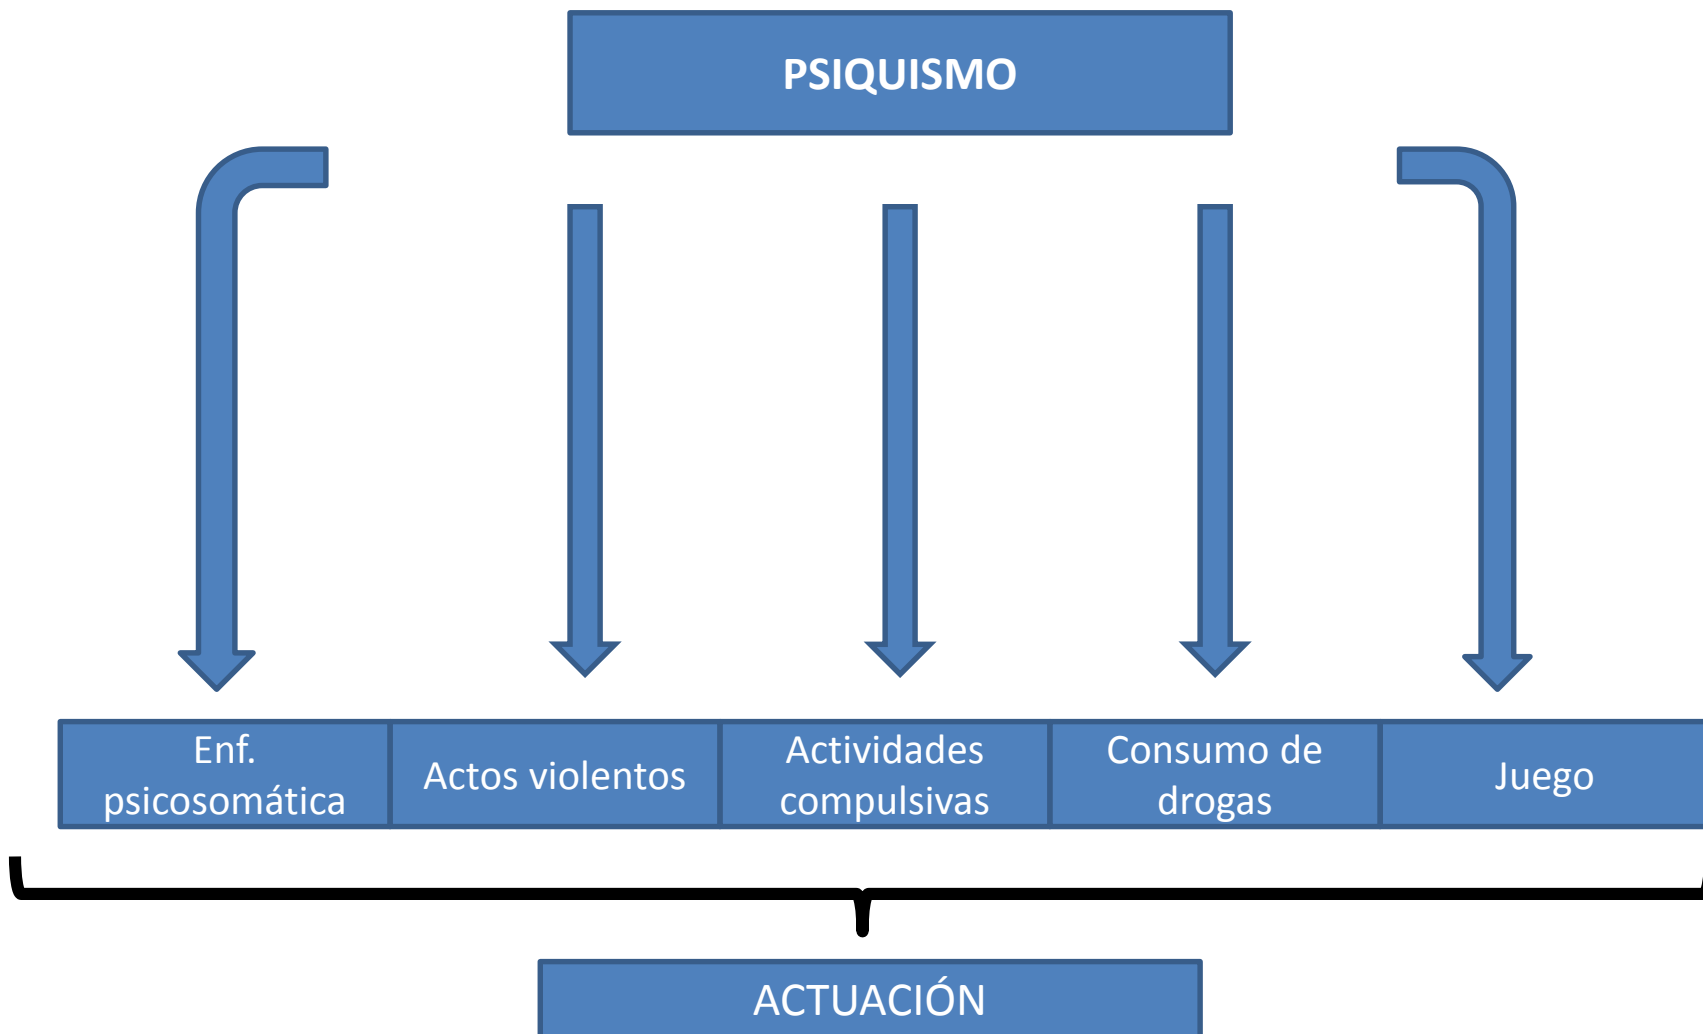 PSIQUISMO
Enf.
psicosomática
Actos violentos
Actividades
compulsivas
Consumo de
drogas
Juego
ACTUACIÓN